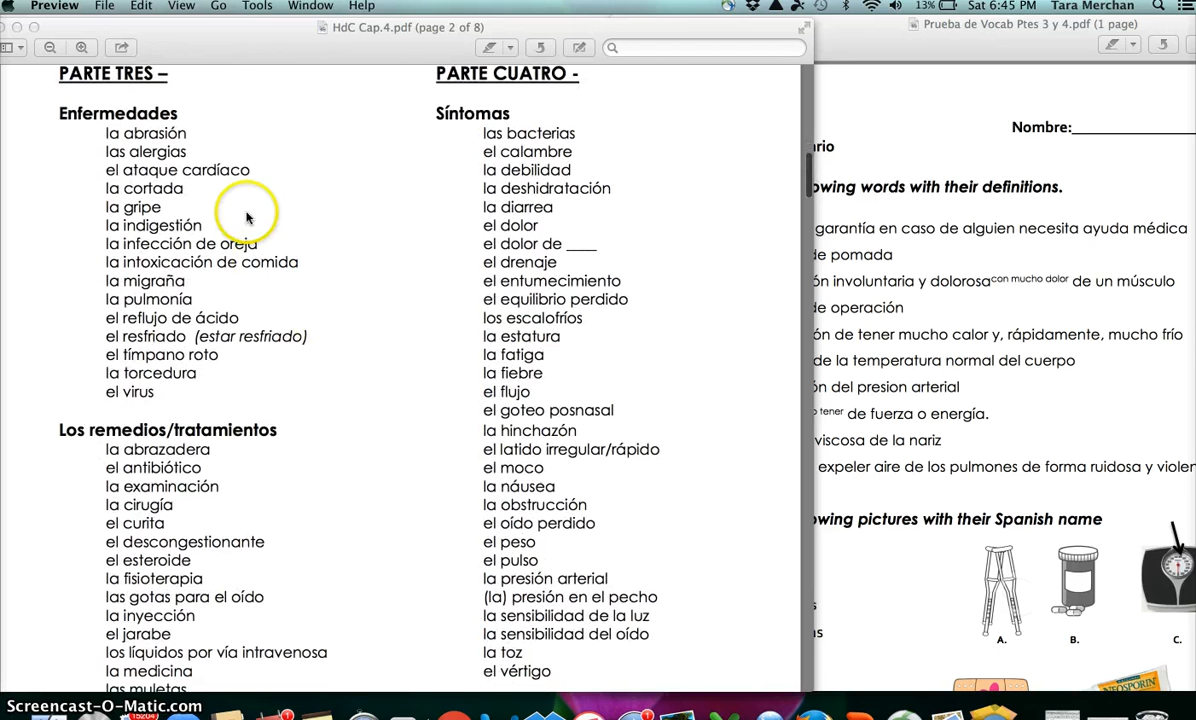 Preview File Edit View Go Tools Window Help 13% Sat 6:45 PM Tara Merchan
HdC Cap.4.pdf (page 2 of 8)
PARTE TRES –
Enfermedades
la abrasión
las alergias
el ataque cardíaco
la cortada
la gripe
la indigestión
la infección de oreja
la intoxicación de comida
la migraña
la pulmonía
el reflujo de ácido
el resfriado (estar resfriado)
el tímpano roto
la torcedura
el virus
Los remedios/tratamientos
la abrazadera
el antibiótico
la examinación
la cirugía
el curita
el descongestionante
el esteroide
la fisioterapia
las gotas para el oído
la inyección
el jarabe
los líquidos por vía intravenosa
la medicina
las muletas
PARTE CUATRO -
Síntomas
las bacterias
el calambre
la debilidad
la deshidratación
la diarrea
el dolor
el dolor de ____
el drenaje
el entumecimiento
el equilibrio perdido
los escalofríos
la estatura
la fatiga
la fiebre
el flujo
el goteo posnasal
la hinchazón
el latido irregular/rápido
el moco
la náusea
la obstrucción
el oído perdido
el peso
el pulso
la presión arterial
(la) presión en el pecho
la sensibilidad de la luz
la sensibilidad del oído
la toz
el vértigo
Prueba de Vocab Ptes 3 y 4.pdf (1 page)
Nombre:____________
ario
owing words with their definitions.
garantía en caso de alguien necesita ayuda médica
de pomada
ón involuntaria y dolorosa con mucho dolor de un músculo
de operación
ón de tener mucho calor y, rápidamente, mucho frío
de la temperatura normal del cuerpo
ón del presion arterial
o tener de fuerza o energía.
viscosa de la nariz
expeler aire de los pulmones de forma ruidosa y violen
owing pictures with their Spanish name
A. B. C.
NEOSPORIN
Screencast-O-Matic.com